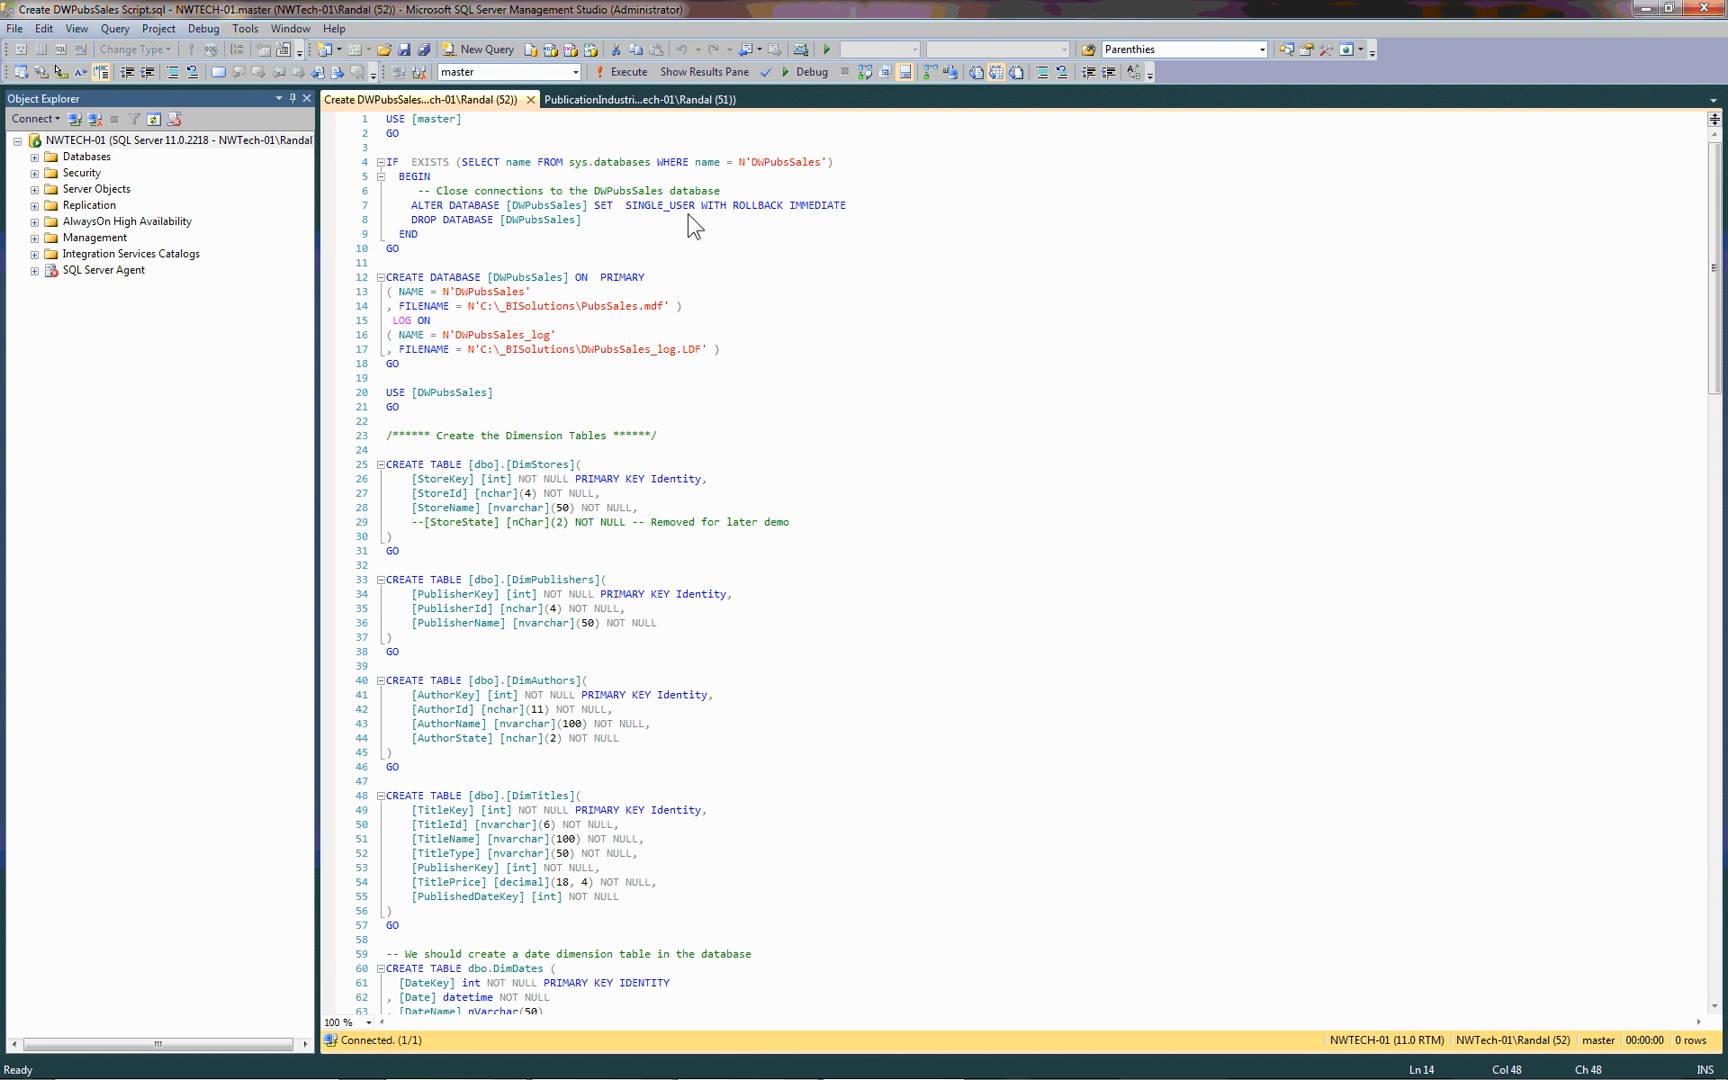 Create DWPubsSales Script.sql - NWTECH-01.master (NWTech-01\Randal (52)) - Microsoft SQL Server Management Studio (Administrator)
File Edit View Query Project Debug Tools Window Help
Change Type New Query Parenthies
master Execute Show Results Pane Debug
Object Explorer
Connect
NWTECH-01 (SQL Server 11.0.2218 - NWTech-01\Randal
Databases
Security
Server Objects
Replication
AlwaysOn High Availability
Management
Integration Services Catalogs
SQL Server Agent
Create DWPubsSales...ch-01\Randal (52)) PublicationIndustri...ech-01\Randal (51))
1 USE [master]
2 GO
3
4 IF EXISTS (SELECT name FROM sys.databases WHERE name = N'DWPubsSales')
5 BEGIN
6 -- Close connections to the DWPubsSales database
7 ALTER DATABASE [DWPubsSales] SET SINGLE_USER WITH ROLLBACK IMMEDIATE
8 DROP DATABASE [DWPubsSales]
9 END
10 GO
11
12 CREATE DATABASE [DWPubsSales] ON PRIMARY
13 ( NAME = N'DWPubsSales'
14 , FILENAME = N'C:\_BISolutions\PubsSales.mdf' )
15 LOG ON
16 ( NAME = N'DWPubsSales_log'
17 , FILENAME = N'C:\_BISolutions\DWPubsSales_log.LDF' )
18 GO
19
20 USE [DWPubsSales]
21 GO
22
23 /****** Create the Dimension Tables ******/
24
25 CREATE TABLE [dbo].[DimStores](
26 [StoreKey] [int] NOT NULL PRIMARY KEY Identity,
27 [StoreId] [nchar](4) NOT NULL,
28 [StoreName] [nvarchar](50) NOT NULL,
29 --[StoreState] [nChar](2) NOT NULL -- Removed for later demo
30 )
31 GO
32
33 CREATE TABLE [dbo].[DimPublishers](
34 [PublisherKey] [int] NOT NULL PRIMARY KEY Identity,
35 [PublisherId] [nchar](4) NOT NULL,
36 [PublisherName] [nvarchar](50) NOT NULL
37 )
38 GO
39
40 CREATE TABLE [dbo].[DimAuthors](
41 [AuthorKey] [int] NOT NULL PRIMARY KEY Identity,
42 [AuthorId] [nchar](11) NOT NULL,
43 [AuthorName] [nvarchar](100) NOT NULL,
44 [AuthorState] [nchar](2) NOT NULL
45 )
46 GO
47
48 CREATE TABLE [dbo].[DimTitles](
49 [TitleKey] [int] NOT NULL PRIMARY KEY Identity,
50 [TitleId] [nvarchar](6) NOT NULL,
51 [TitleName] [nvarchar](100) NOT NULL,
52 [TitleType] [nvarchar](50) NOT NULL,
53 [PublisherKey] [int] NOT NULL,
54 [TitlePrice] [decimal](18, 4) NOT NULL,
55 [PublishedDateKey] [int] NOT NULL
56 )
57 GO
58
59 -- We should create a date dimension table in the database
60 CREATE TABLE dbo.DimDates (
61 [DateKey] int NOT NULL PRIMARY KEY IDENTITY
62 , [Date] datetime NOT NULL
63 , [DateName] nVarchar(50)
100 %
Connected. (1/1) NWTECH-01 (11.0 RTM) NWTech-01\Randal (52) master 00:00:00 0 rows
Ready Ln 14 Col 48 Ch 48 INS